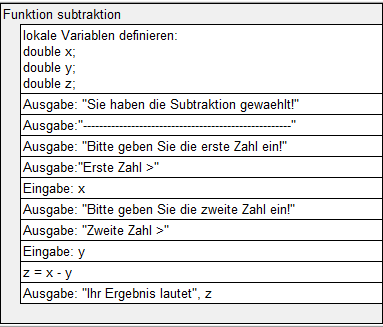 Funktion subtraktion
lokale Variablen definieren:
double x;
double y;
double z;
Ausgabe: "Sie haben die Subtraktion gewaehlt!"
Ausgabe:"----------------------------------------------------"
Ausgabe: "Bitte geben Sie die erste Zahl ein!"
Ausgabe:"Erste Zahl >"
Eingabe: x
Ausgabe: "Bitte geben Sie die zweite Zahl ein!"
Ausgabe: "Zweite Zahl >"
Eingabe: y
z = x - y
Ausgabe: "Ihr Ergebnis lautet", z